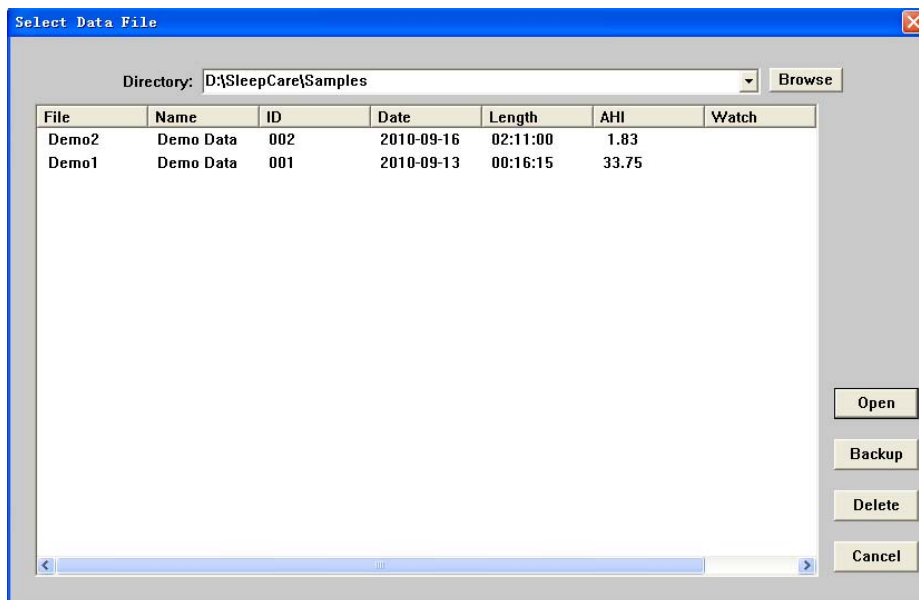 Select Data File
Directory: D:\SleepCare\Samples Browse
File Name ID Date Length AHI Watch
Demo2 Demo Data 002 2010-09-16 02:11:00 1.83
Demo1 Demo Data 001 2010-09-13 00:16:15 33.75
Open
Backup
Delete
Cancel